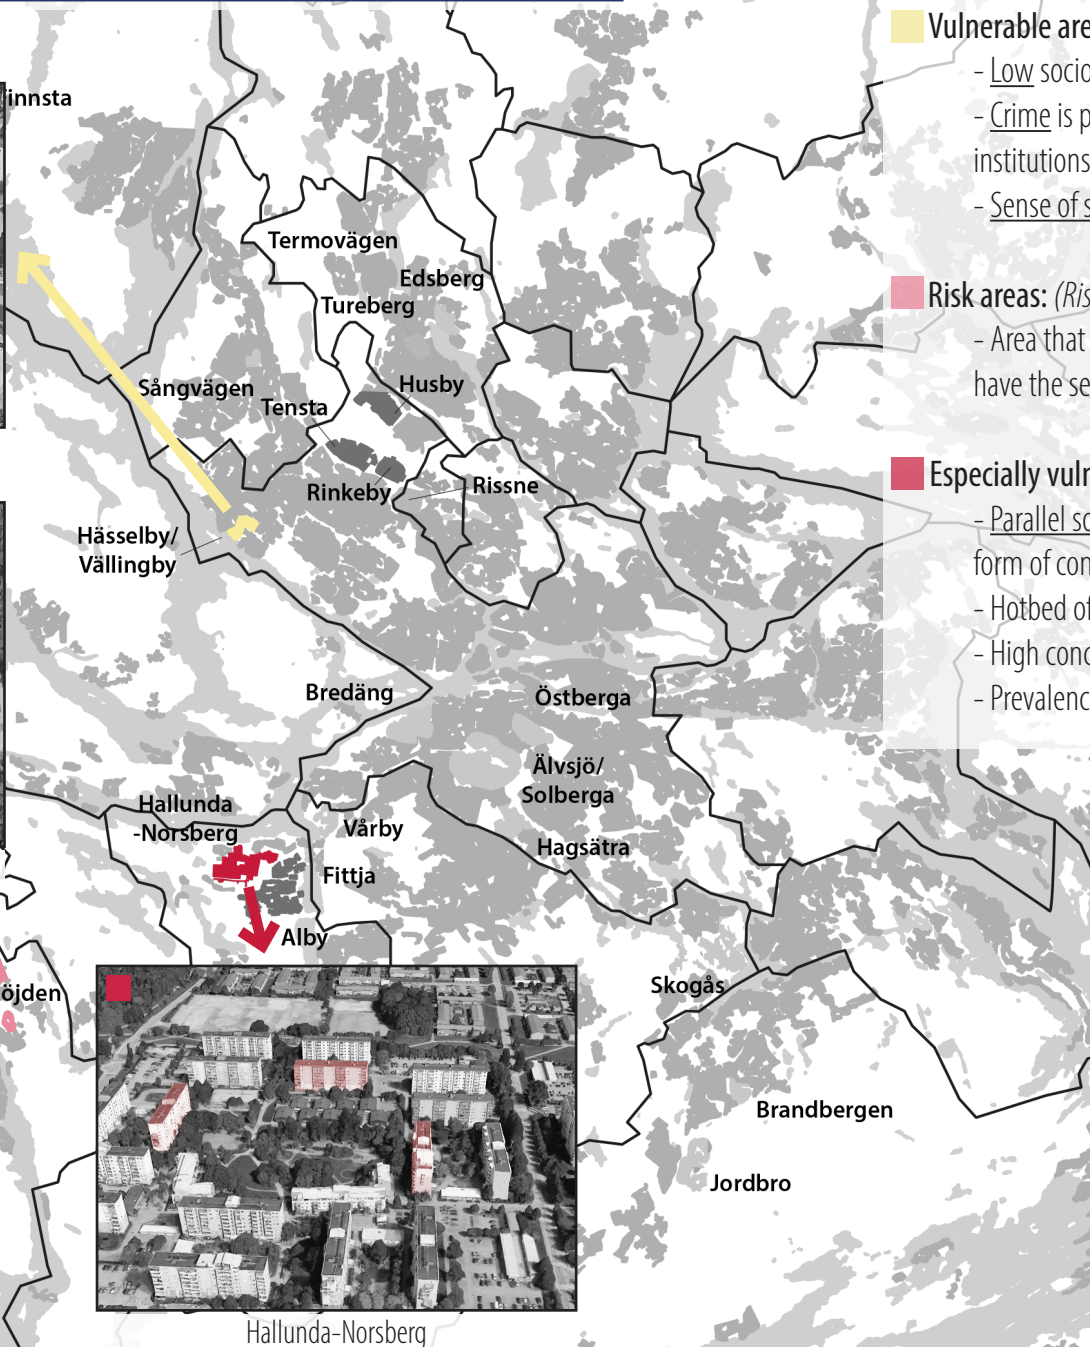 innsta
Termovägen
Edsberg
Tureberg
Sångvägen
Husby
Tensta
Rinkeby
Rissne
Hässelby/
Vällingby
Bredäng
Östberga
Älvsjö/
Solberga
Hallunda
-Norsberg
Vårby
Hagsätra
Fittja
Alby
öjden
Skogås
Brandbergen
Jordbro
Hallunda-Norsberg
Vulnerable are
- Low socio
- Crime is p
institutions
- Sense of s
Risk areas: (Ris
- Area that
have the se
Especially vuln
- Parallel so
form of con
- Hotbed of
- High conc
- Prevalenc